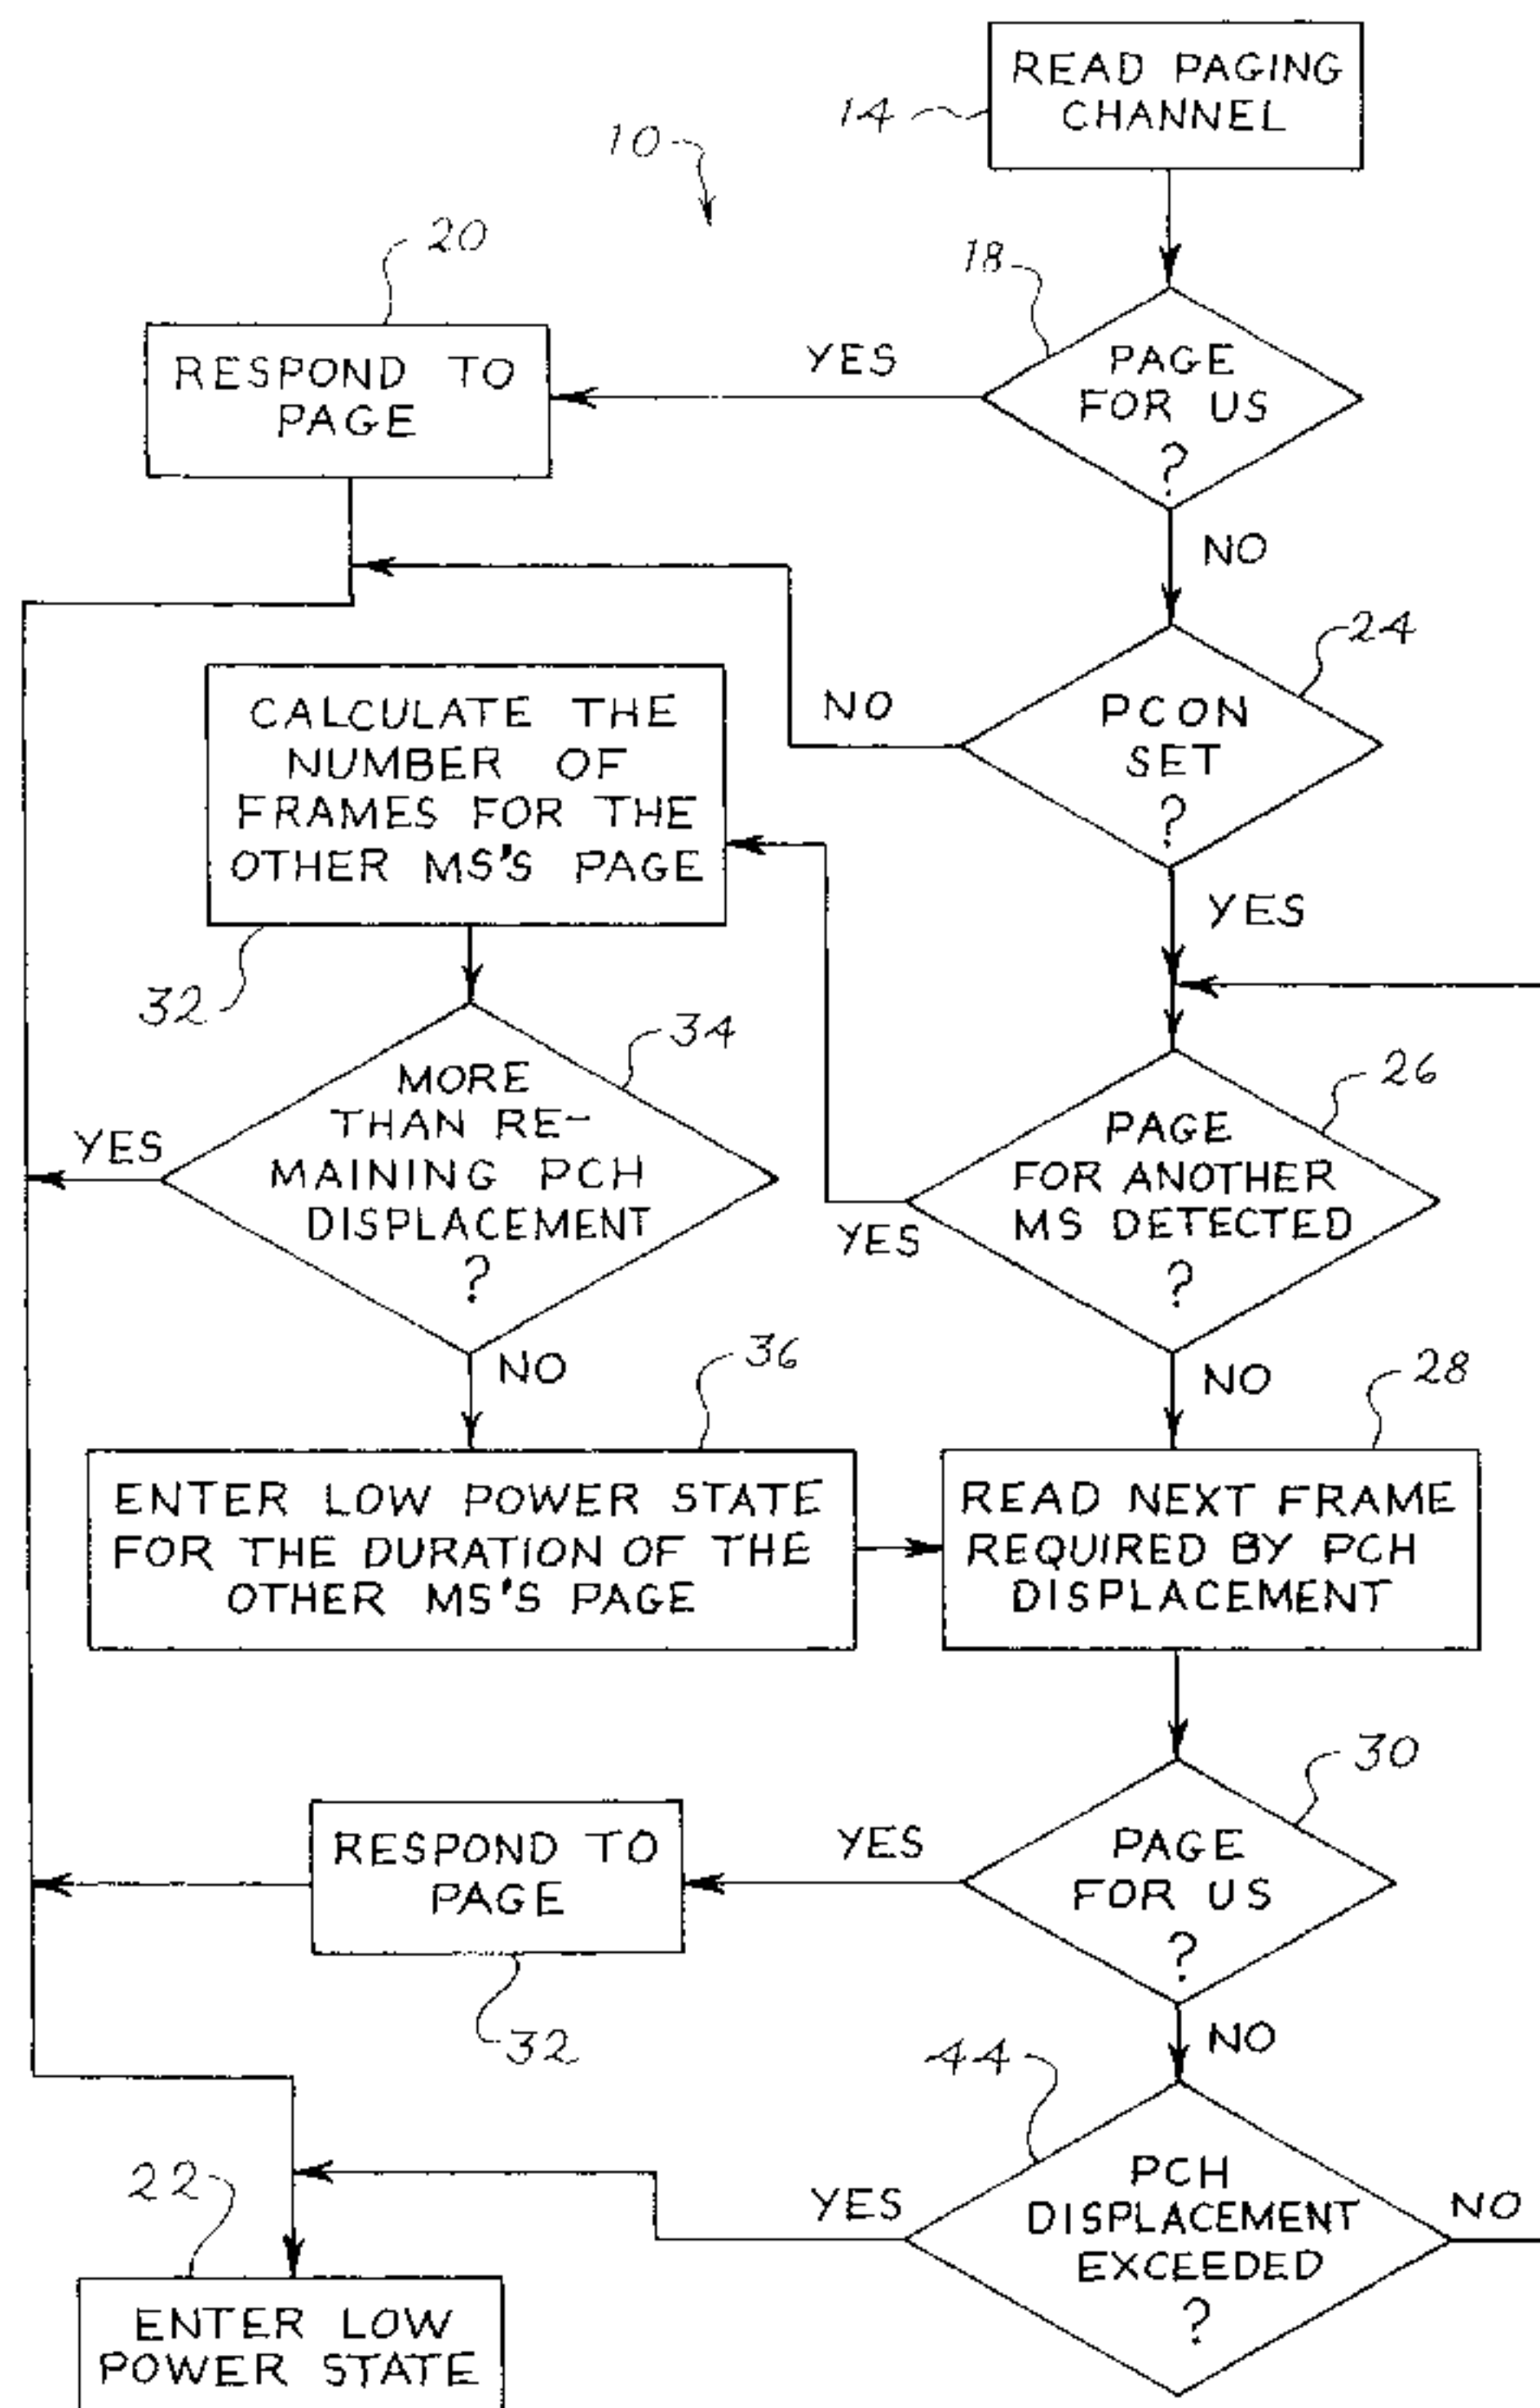 READ PAGING
CHANNEL
14
10
20
18
RESPOND TO
PAGE
YES
PAGE
FOR US
?
NO
24
CALCULATE THE
NUMBER OF
FRAMES FOR THE
OTHER MS'S PAGE
NO
PCON
SET
?
YES
32
34
MORE
THAN RE-
MAINING PCH
DISPLACEMENT
?
YES
26
PAGE
FOR ANOTHER
MS DETECTED
?
YES
NO
36
NO
28
ENTER LOW POWER STATE
FOR THE DURATION OF THE
OTHER MS'S PAGE
READ NEXT FRAME
REQUIRED BY PCH
DISPLACEMENT
30
RESPOND TO
PAGE
YES
PAGE
FOR US
?
32
NO
44
22
YES
PCH
DISPLACEMENT
EXCEEDED
?
NO
ENTER LOW
POWER STATE